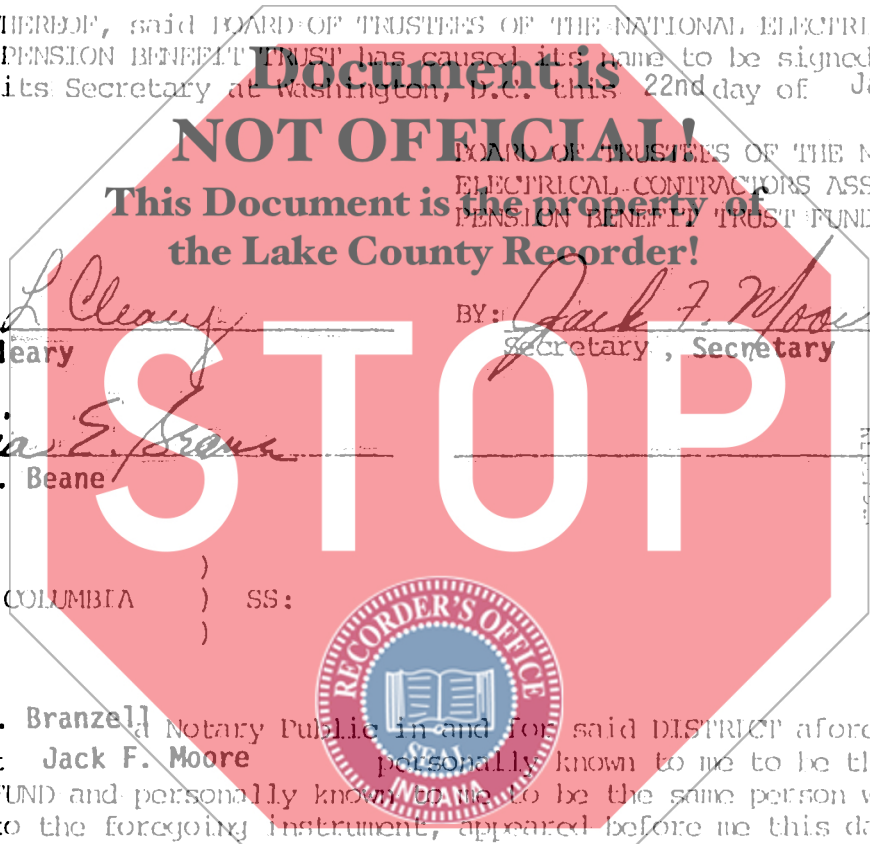 THEREOF, said BOARD OF TRUSTEES OF THE NATIONAL ELECTRI
PENSION BENEFIT TRUST has caused its name to be signed
its Secretary at Washington, D.C. this 22nd day of Ja
Document is
NOT OFFICIAL!
This Document is the property of
the Lake County Recorder!
BOARD OF TRUSTEES OF THE N
ELECTRICAL CONTRACTORS ASS
PENSION BENEFIT TRUST FUND
L Cleary
BY: Jack F. Moore
leary
Secretary, Secretary
STOP
E.
. Beane
)
COLUMBIA ) SS:
)
RECORDER'S OFFICE
SEAL
INDIANA
. Branzell a Notary Public in and for said DISTRICT afore
t Jack F. Moore personally known to me to be th
FUND and personally known to me to be the same person w
to the foregoing instrument, appeared before me this da